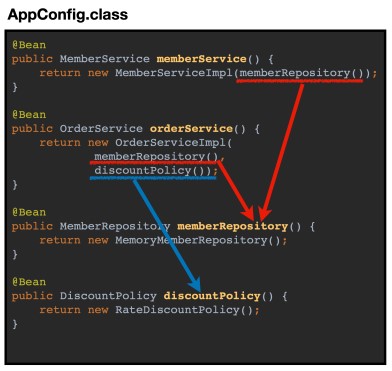 AppConfig.class
@Bean
public MemberService memberService() {
    return new MemberServiceImpl(memberRepository());
}
@Bean
public OrderService orderService() {
    return new OrderServiceImpl(
        memberRepository(),
        discountPolicy());
}
@Bean
public MemberRepository memberRepository() {
    return new MemoryMemberRepository();
}
@Bean
public DiscountPolicy discountPolicy() {
    return new RateDiscountPolicy();
}